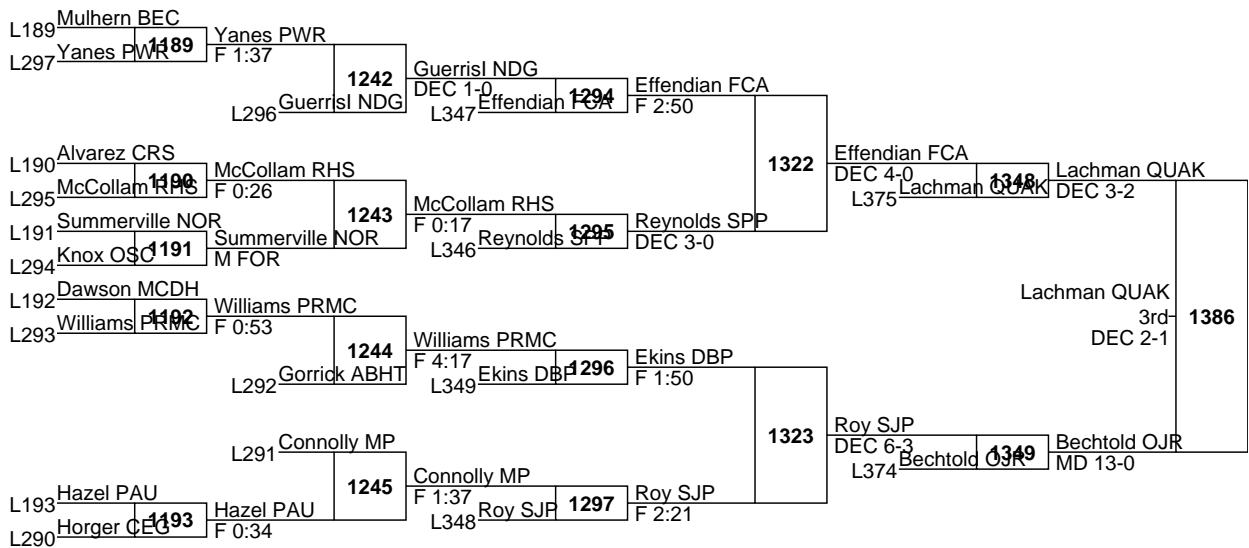 L189 Mulhern BEC
L297 Yanes PWR
1189
Yanes PWR
F 1:37
L296 GuerrisI NDG
1242
GuerrisI NDG
DEC 1-0
L347 Effendian FCA
1294
Effendian FCA
F 2:50
L190 Alvarez CRS
L295 McCollam RHS
1190
McCollam RHS
F 0:26
L191 Summerville NOR
L294 Knox OSC
1191
Summerville NOR
M FOR
1243
McCollam RHS
F 0:17
L346 Reynolds SPP
1295
Reynolds SPP
DEC 3-0
1322
Effendian FCA
DEC 4-0
L375 Lachman QUAK
1348
Lachman QUAK
DEC 3-2
L192 Dawson MCDH
L293 Williams PRMC
1192
Williams PRMC
F 0:53
L292 Gorrick ABHT
1244
Williams PRMC
F 4:17
L349 Ekins DBP
1296
Ekins DBP
F 1:50
L291 Connolly MP
L193 Hazel PAU
L290 Horger CEG
1193
Hazel PAU
F 0:34
1245
Connolly MP
F 1:37
L348 Roy SJP
1297
Roy SJP
F 2:21
1323
Roy SJP
DEC 6-3
L374 Bechtold OJR
1349
Bechtold OJR
MD 13-0
Lachman QUAK
3rd
DEC 2-1
1386